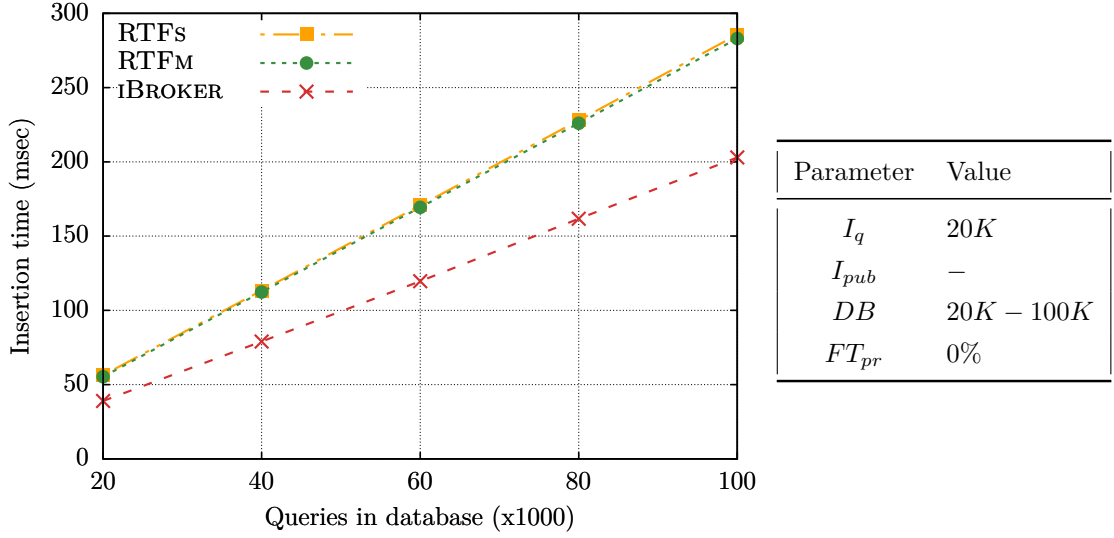 300
250
200
150
100
50
0
Insertion time (msec)
RTFs
RTFm
iBroker
20 40 60 80 100
Queries in database (x1000)
Parameter Value
I_q 20K
I_pub −
DB 20K − 100K
FT_pr 0%